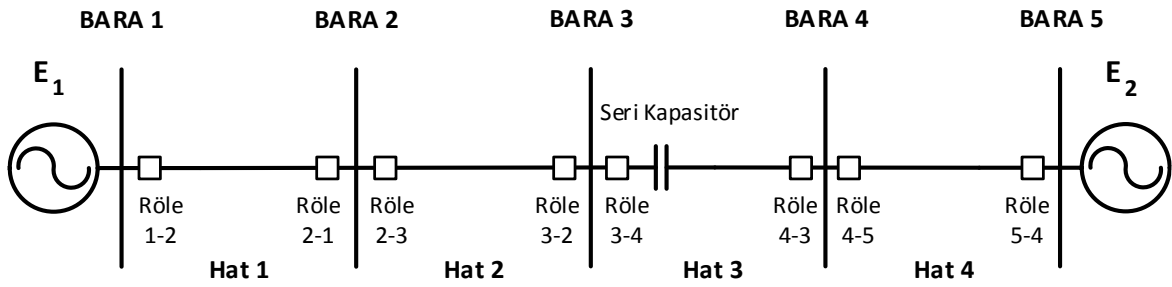 BARA 1
BARA 2
BARA 3
BARA 4
BARA 5
E1
E2
Seri Kapasitör
Röle
1-2
Röle
2-1
Röle
2-3
Röle
3-2
Röle
3-4
Röle
4-3
Röle
4-5
Röle
5-4
Hat 1
Hat 2
Hat 3
Hat 4